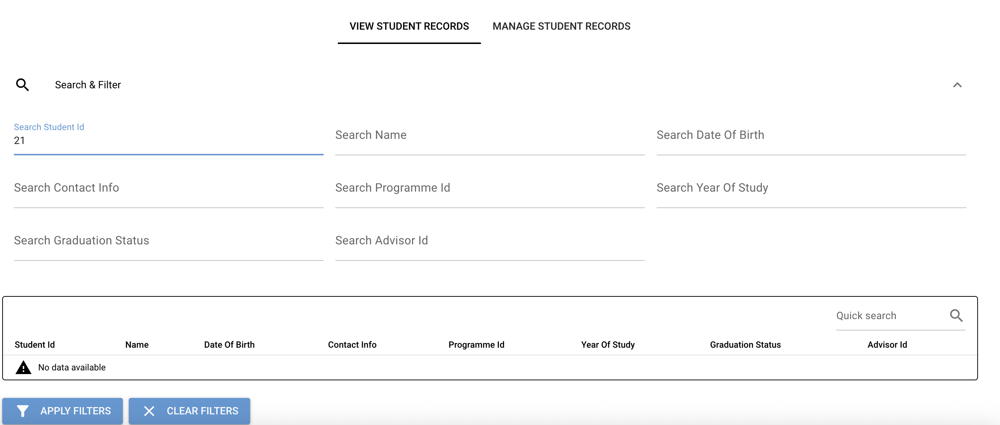 VIEW STUDENT RECORDS MANAGE STUDENT RECORDS
Search & Filter
Search Student Id
21
Search Name
Search Date Of Birth
Search Contact Info
Search Programme Id
Search Year Of Study
Search Graduation Status
Search Advisor Id
Quick search
Student Id Name Date Of Birth Contact Info Programme Id Year Of Study Graduation Status Advisor Id
No data available
APPLY FILTERS CLEAR FILTERS